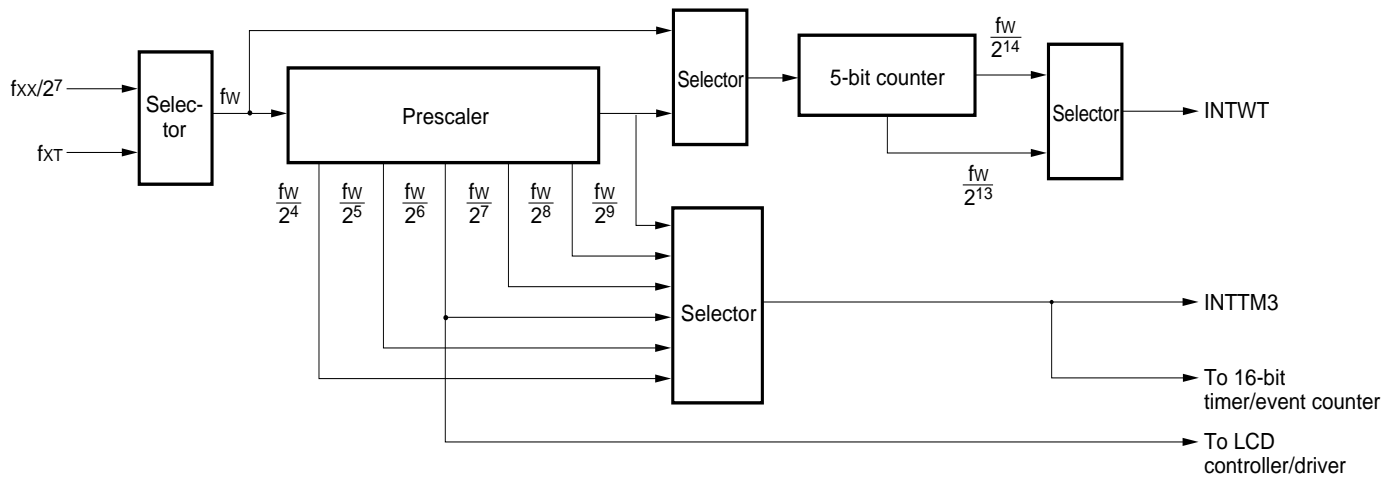 fXX/2⁷
fXT
Selec-
tor
fW
Prescaler
Selector
5-bit counter
fW
2¹⁴
fW
2¹³
Selector
INTWT
fW
2⁴
fW
2⁵
fW
2⁶
fW
2⁷
fW
2⁸
fW
2⁹
Selector
INTTM3
To 16-bit
timer/event counter
To LCD
controller/driver